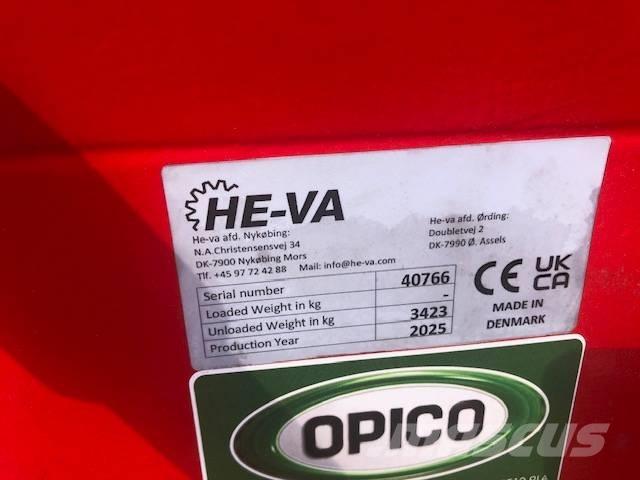 HE-VA
He-va afd. Nykøbing:
N.A.Christensensvej 34
DK-7900 Nykøbing Mors
Tlf. +45 97 72 42 88 Mail: info@he-va.com
He-va afd. Ørding:
Doubletvej 2
DK-7990 Ø. Assels
Serial number 40766
Loaded Weight in kg -
Unloaded Weight in kg 3423
Production Year 2025
CE UK CA
MADE IN
DENMARK
OPICO
MASCUS